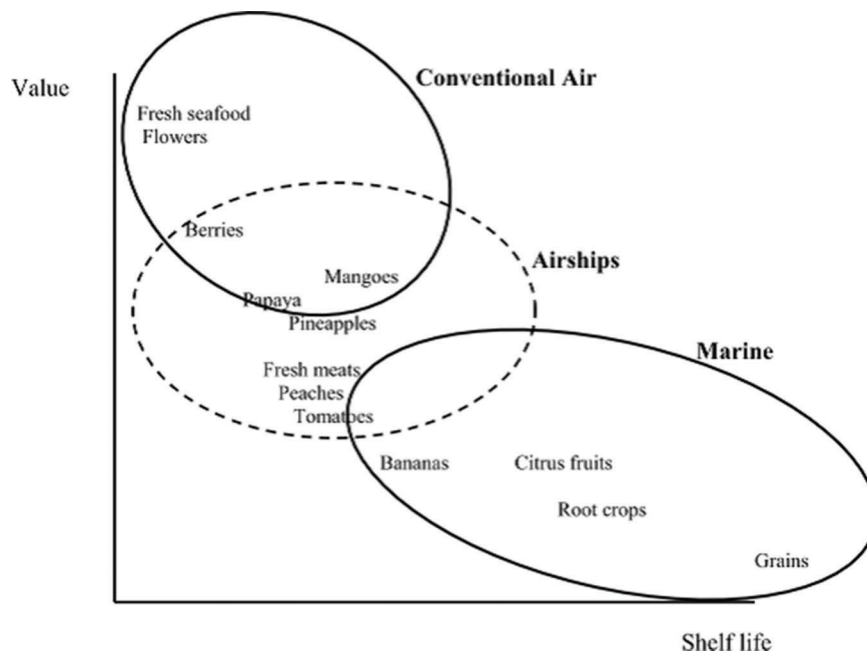 Value
Conventional Air
Fresh seafood
Flowers
Berries
Airships
Mangoes
Papaya
Pineapples
Marine
Fresh meats
Peaches
Tomatoes
Bananas
Citrus fruits
Root crops
Grains
Shelf life